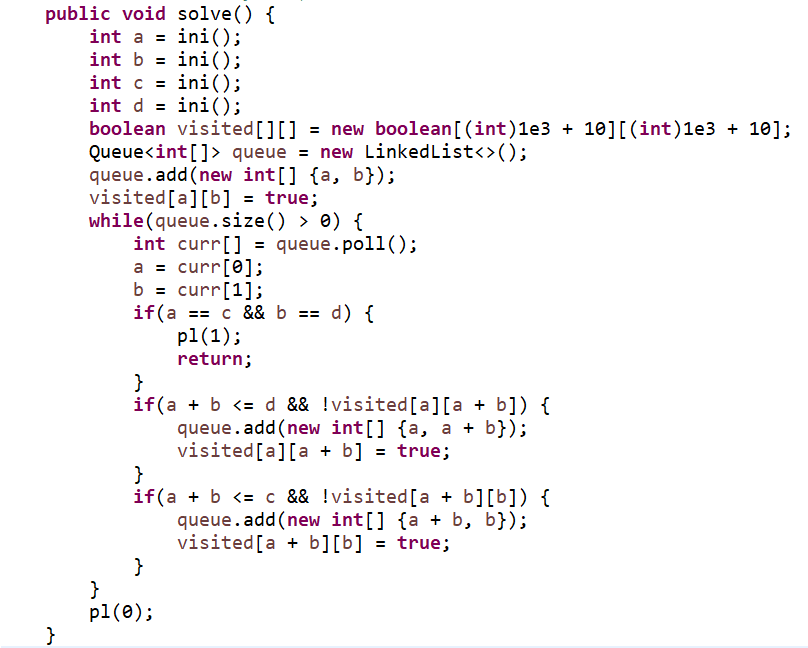 public void solve() {
    int a = ini();
    int b = ini();
    int c = ini();
    int d = ini();
    boolean visited[][] = new boolean[(int)1e3 + 10][(int)1e3 + 10];
    Queue<int[]> queue = new LinkedList<>();
    queue.add(new int[] {a, b});
    visited[a][b] = true;
    while(queue.size() > 0) {
        int curr[] = queue.poll();
        a = curr[0];
        b = curr[1];
        if(a == c && b == d) {
            pl(1);
            return;
        }
        if(a + b <= d && !visited[a][a + b]) {
            queue.add(new int[] {a, a + b});
            visited[a][a + b] = true;
        }
        if(a + b <= c && !visited[a + b][b]) {
            queue.add(new int[] {a + b, b});
            visited[a + b][b] = true;
        }
    }
    pl(0);
}